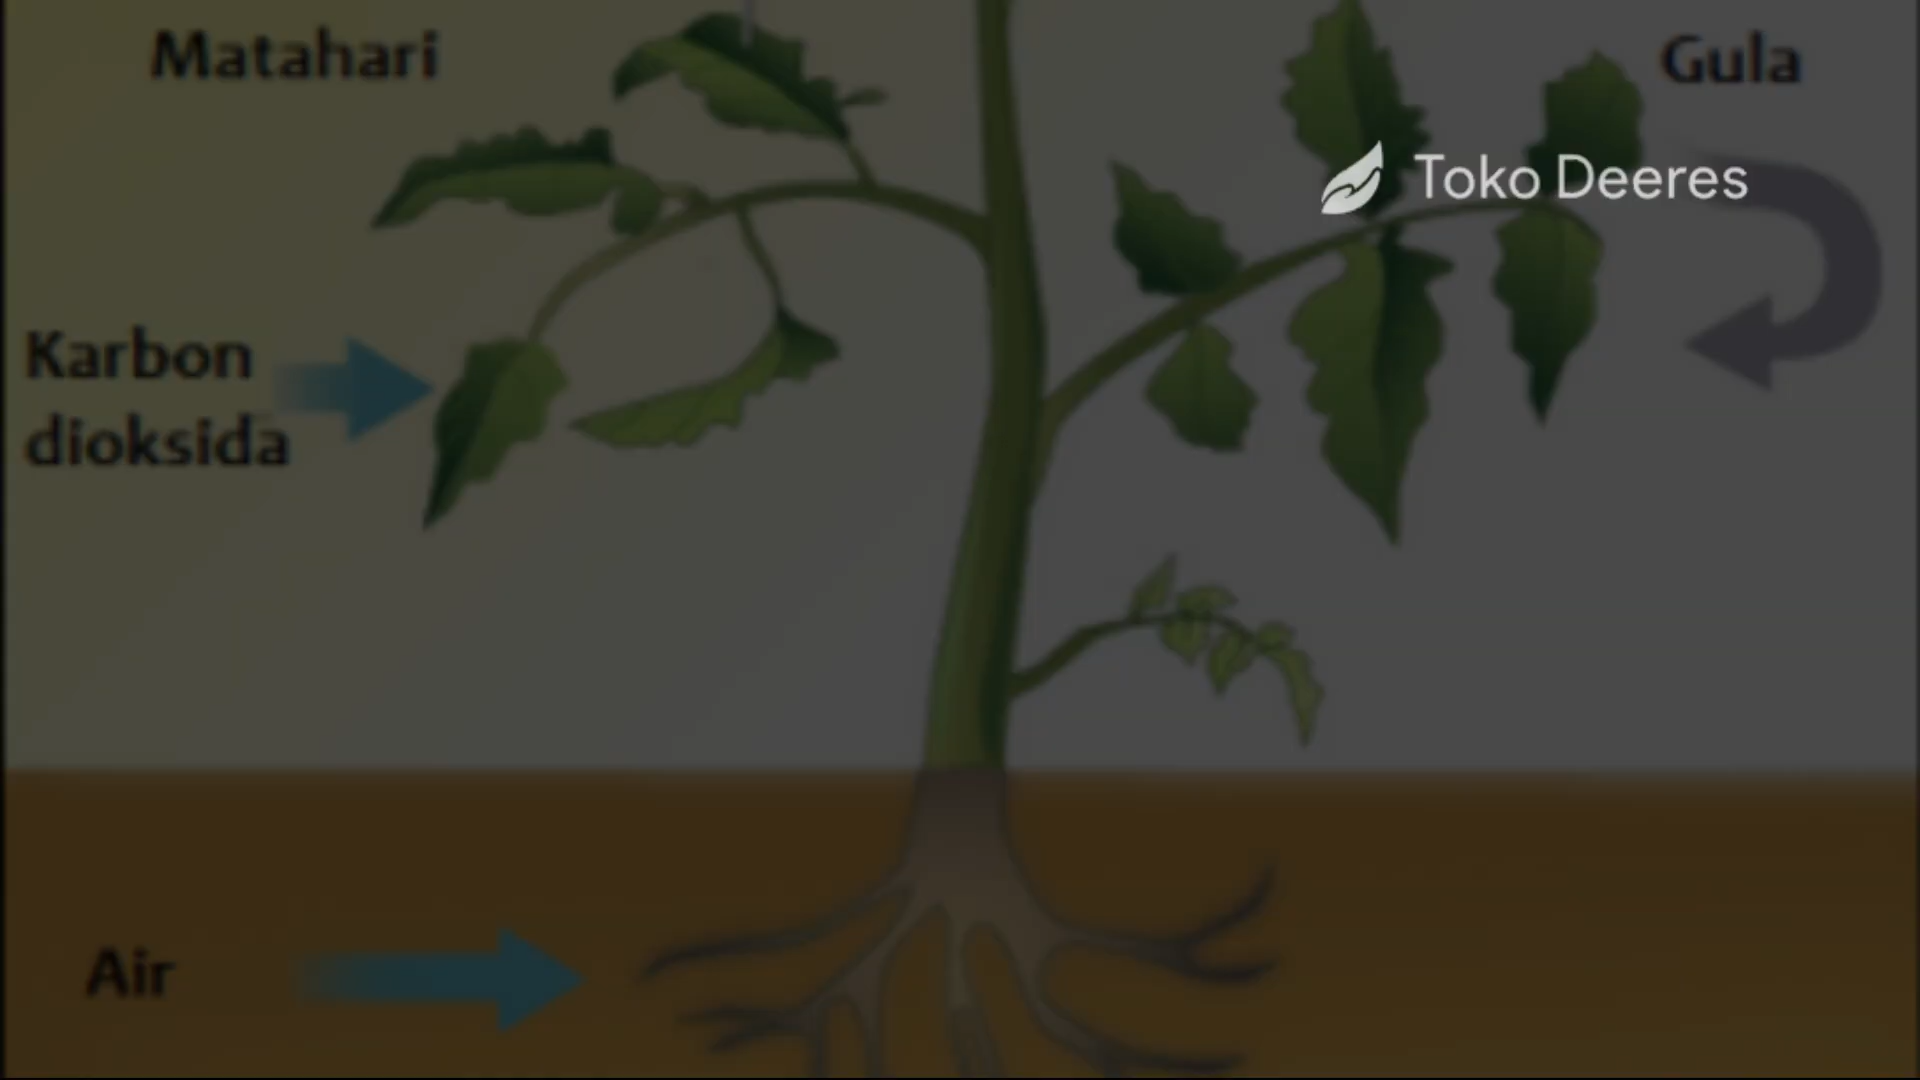 Matahari
Gula
Toko Deeres
Karbon
dioksida
Air